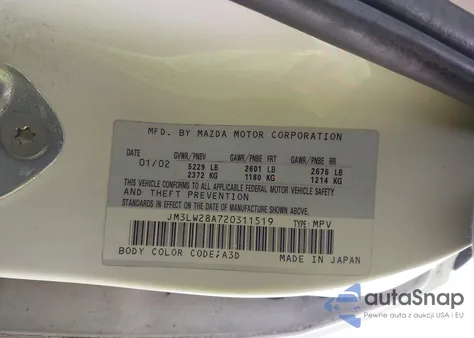 MFD. BY MAZDA MOTOR CORPORATION
DATE GVWR/PNBV GAWR/PNBE FRT GAWR/PNBE RR
01/02 5229 LB 2601 LB 2676 LB
2372 KG 1180 KG 1214 KG
THIS VEHICLE CONFORMS TO ALL APPLICABLE FEDERAL MOTOR VEHICLE SAFETY
AND THEFT PREVENTION
STANDARDS IN EFFECT ON THE DATE OF MANUFACTURE SHOWN ABOVE.
JM3LW28A720311519 TYPE: MPV
BODY COLOR CODE;A3D MADE IN JAPAN
autoSnap
Pewne auta z aukcji USA i EU